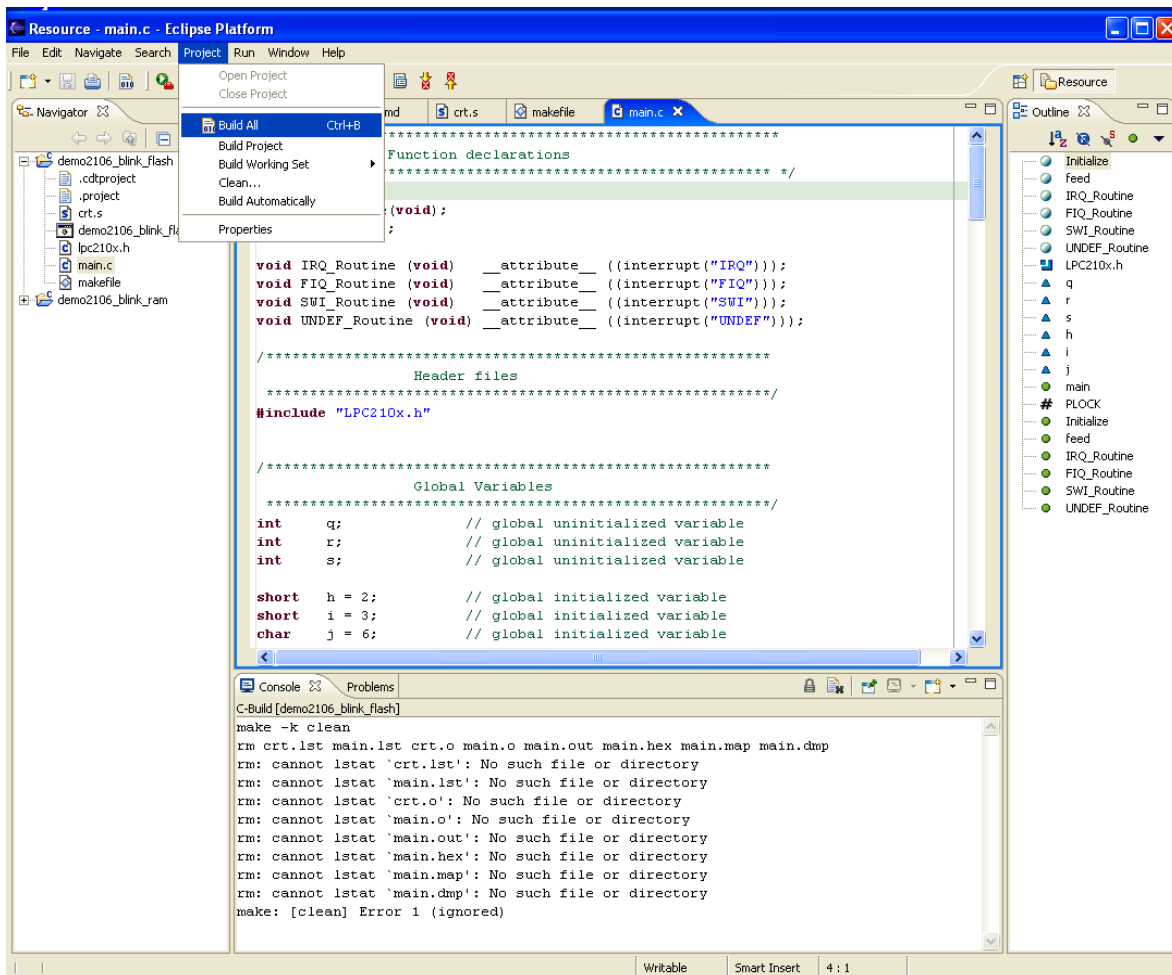 Resource - main.c - Eclipse Platform
File Edit Navigate Search Project Run Window Help
Resource
Open Project
Close Project
Build All Ctrl+B
Build Project
Build Working Set
Clean...
Build Automatically
Properties
Navigator
demo2106_blink_flash
.cdtproject
.project
crt.s
demo2106_blink_fla
lpc210x.h
main.c
makefile
demo2106_blink_ram
md crt.s makefile main.c
*********************************************
Function declarations
******************************************* */
(void);
;
void IRQ_Routine (void) __attribute__ ((interrupt("IRQ")));
void FIQ_Routine (void) __attribute__ ((interrupt("FIQ")));
void SWI_Routine (void) __attribute__ ((interrupt("SWI")));
void UNDEF_Routine (void) __attribute__ ((interrupt("UNDEF")));
/**********************************************************
Header files
**********************************************************/
#include "LPC210x.h"
/**********************************************************
Global Variables
**********************************************************/
int q; // global uninitialized variable
int r; // global uninitialized variable
int s; // global uninitialized variable
short h = 2; // global initialized variable
short i = 3; // global initialized variable
char j = 6; // global initialized variable
Outline
Initialize
feed
IRQ_Routine
FIQ_Routine
SWI_Routine
UNDEF_Routine
LPC210x.h
q
r
s
h
i
j
main
PLOCK
Initialize
feed
IRQ_Routine
FIQ_Routine
SWI_Routine
UNDEF_Routine
Console Problems
C-Build [demo2106_blink_flash]
make -k clean
rm crt.lst main.lst crt.o main.o main.out main.hex main.map main.dmp
rm: cannot lstat `crt.lst': No such file or directory
rm: cannot lstat `main.lst': No such file or directory
rm: cannot lstat `crt.o': No such file or directory
rm: cannot lstat `main.o': No such file or directory
rm: cannot lstat `main.out': No such file or directory
rm: cannot lstat `main.hex': No such file or directory
rm: cannot lstat `main.map': No such file or directory
rm: cannot lstat `main.dmp': No such file or directory
make: [clean] Error 1 (ignored)
Writable Smart Insert 4 : 1